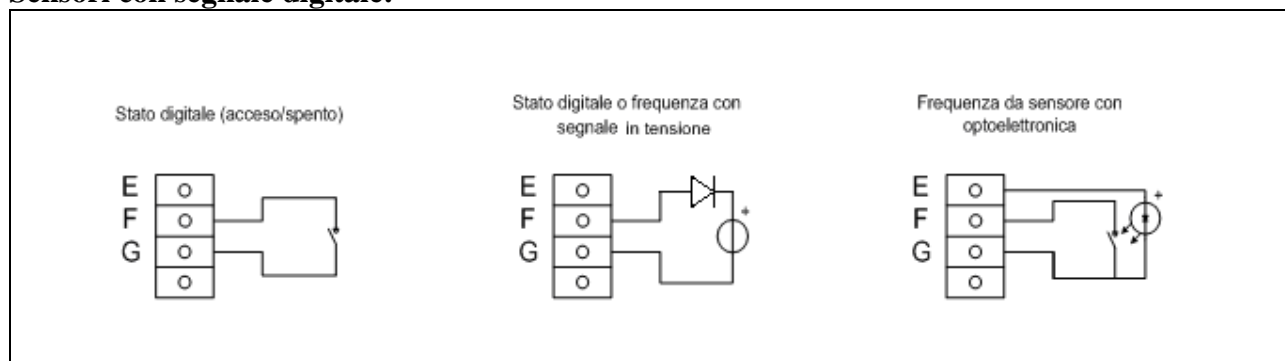 Sensori con segnale digitale:
Stato digitale (acceso/spento)
E
F
G
Stato digitale o frequenza con
segnale in tensione
E
F
G
+
Frequenza da sensore con
optoelettronica
E
F
G
+